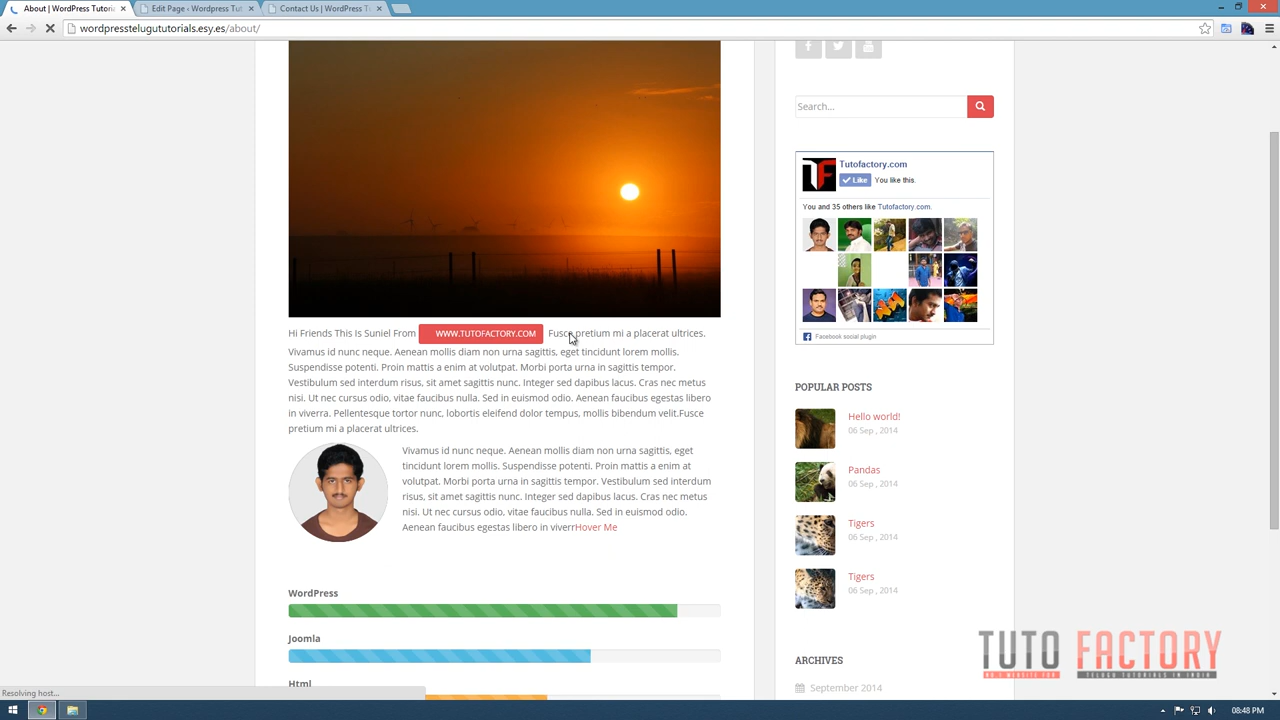 About | WordPress Tutoria
Edit Page ‹ Wordpress Tut
Contact Us | WordPress T
wordpresstelugututorials.esy.es/about/
Search...
Tutofactory.com
Like
You like this.
You and 35 others like Tutofactory.com.
Facebook social plugin
Hi Friends This Is Suniel From WWW.TUTOFACTORY.COM Fusce pretium mi a placerat ultrices.
Vivamus id nunc neque. Aenean mollis diam non urna sagittis, eget tincidunt lorem mollis.
Suspendisse potenti. Proin mattis a enim at volutpat. Morbi porta urna in sagittis tempor.
Vestibulum sed interdum risus, sit amet sagittis nunc. Integer sed dapibus lacus. Cras nec metus
nisi. Ut nec cursus odio, vitae faucibus nulla. Sed in euismod odio. Aenean faucibus egestas libero
in viverra. Pellentesque tortor nunc, lobortis eleifend dolor tempus, mollis bibendum velit.Fusce
pretium mi a placerat ultrices.
Vivamus id nunc neque. Aenean mollis diam non urna sagittis, eget
tincidunt lorem mollis. Suspendisse potenti. Proin mattis a enim at
volutpat. Morbi porta urna in sagittis tempor. Vestibulum sed interdum
risus, sit amet sagittis nunc. Integer sed dapibus lacus. Cras nec metus
nisi. Ut nec cursus odio, vitae faucibus nulla. Sed in euismod odio.
Aenean faucibus egestas libero in viverrHover Me
WordPress
Joomla
Html
POPULAR POSTS
Hello world!
06 Sep , 2014
Pandas
06 Sep , 2014
Tigers
06 Sep , 2014
Tigers
06 Sep , 2014
ARCHIVES
September 2014
TUTO FACTORY
NO.1 WEBSITE FOR TELUGU TUTORIALS IN INDIA
Resolving host...
08:48 PM